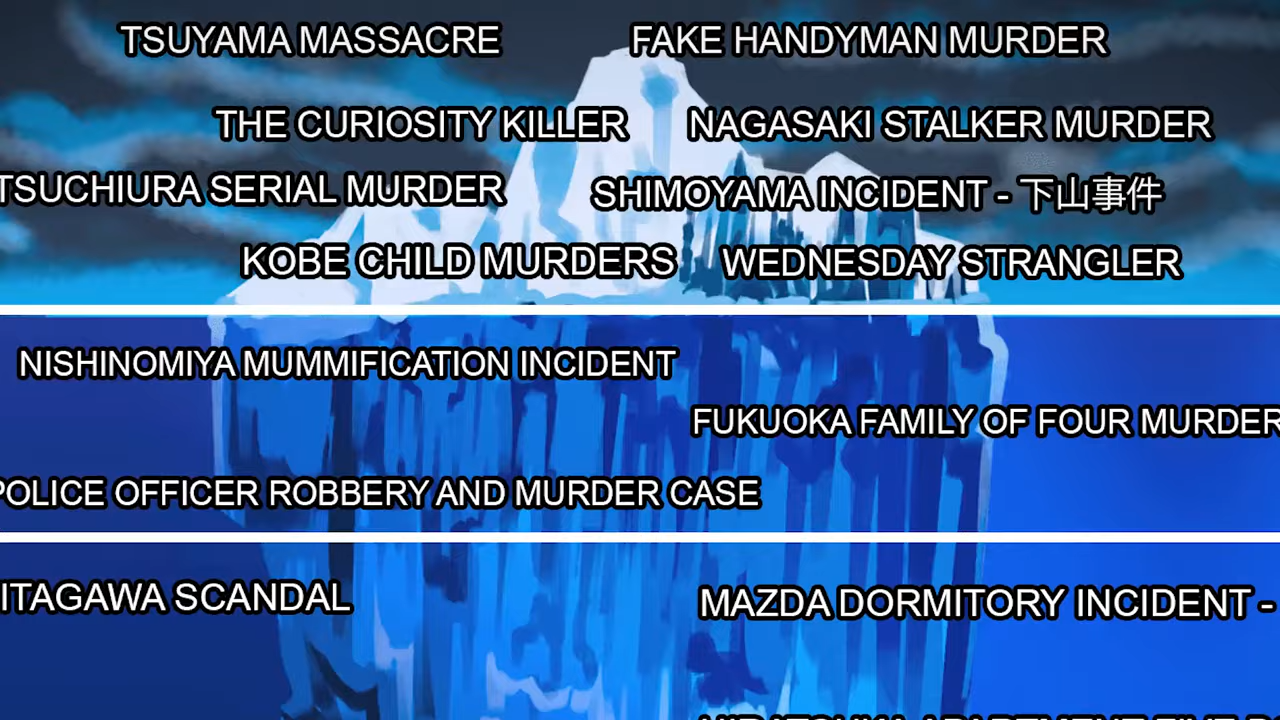 TSUYAMA MASSACRE
FAKE HANDYMAN MURDER
THE CURIOSITY KILLER
NAGASAKI STALKER MURDER
TSUCHIURA SERIAL MURDER
SHIMOYAMA INCIDENT - 下山事件
KOBE CHILD MURDERS
WEDNESDAY STRANGLER
NISHINOMIYA MUMMIFICATION INCIDENT
FUKUOKA FAMILY OF FOUR MURDER
POLICE OFFICER ROBBERY AND MURDER CASE
ITAGAWA SCANDAL
MAZDA DORMITORY INCIDENT -